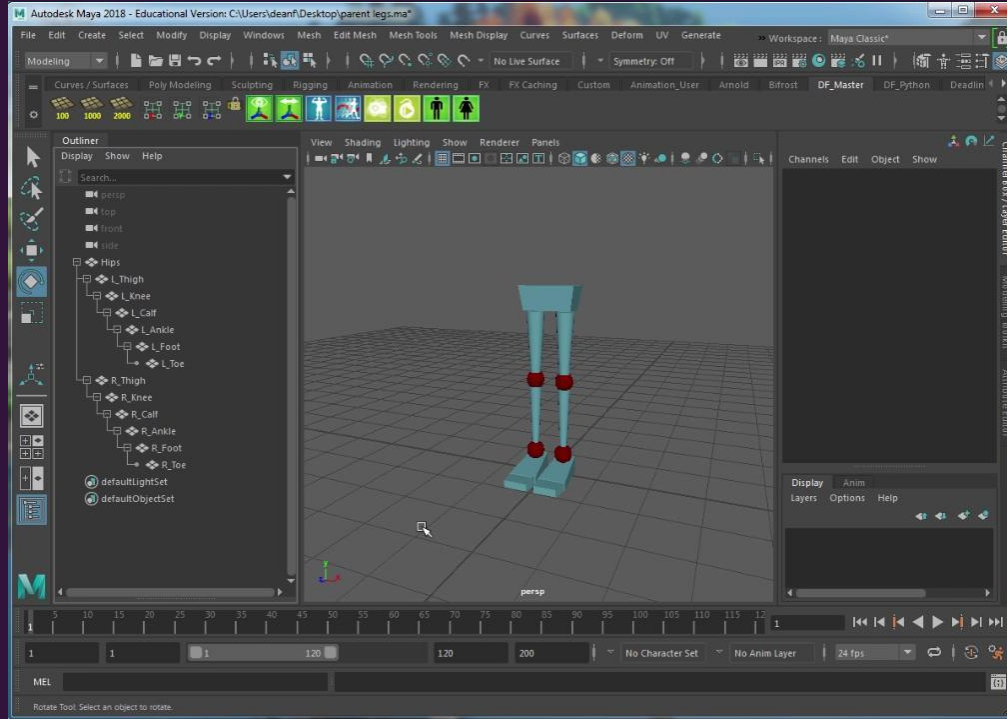 Autodesk Maya 2018 - Educational Version: C:\Users\deanf\Desktop\parent legs.ma*
File Edit Create Select Modify Display Windows Mesh Edit Mesh Mesh Tools Mesh Display Curves Surfaces Deform UV Generate
Workspace : Maya Classic*
Modeling No Live Surface Symmetry: Off
Curves / Surfaces Poly Modeling Sculpting Rigging Animation Rendering FX FX Caching Custom Animation_User Arnold Bifrost DF_Master DF_Python Deadlin
100 1000 2000
Outliner
Display Show Help
Search...
persp
top
front
side
Hips
L_Thigh
L_Knee
L_Calf
L_Ankle
L_Foot
L_Toe
R_Thigh
R_Knee
R_Calf
R_Ankle
R_Foot
R_Toe
defaultLightSet
defaultObjectSet
View Shading Lighting Show Renderer Panels
persp
Channels Edit Object Show
Channel Box / Layer Editor
Modeling Toolkit
Display Anim
Layers Options Help
5 10 15 20 25 30 35 40 45 50 55 60 65 70 75 80 85 90 95 100 105 110 115 12
1 1
1 1 1 120 120 200 No Character Set No Anim Layer 24 fps
MEL
Rotate Tool: Select an object to rotate.